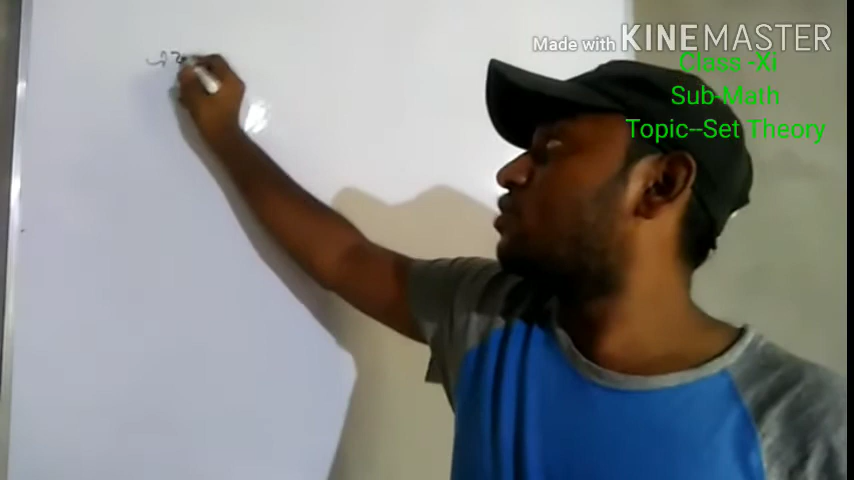 Made with KINEMASTER
Class -Xi
Sub-Math
Topic--Set Theory